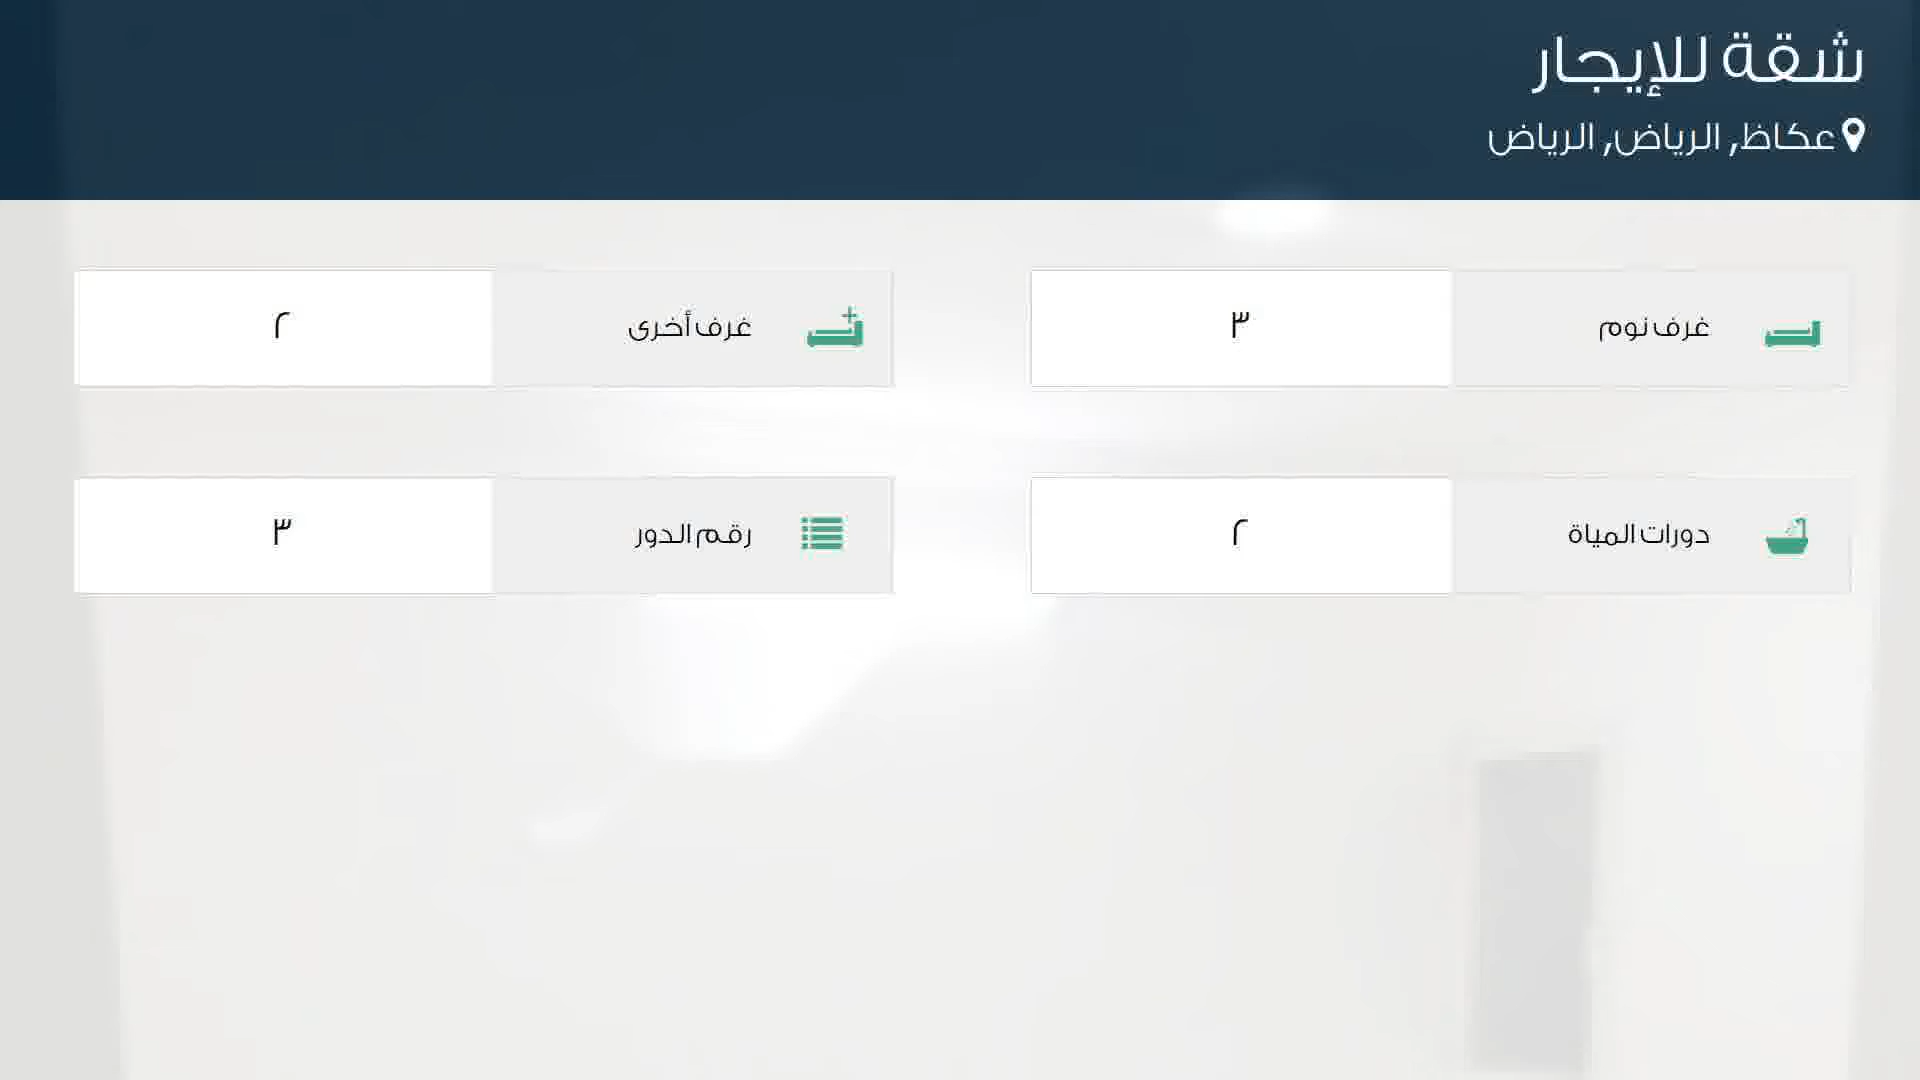 شقة للإيجار
عكاظ, الرياض, الرياض
غرف نوم ٣
غرف أخرى ٢
دورات المياة ٢
رقم الدور ٣